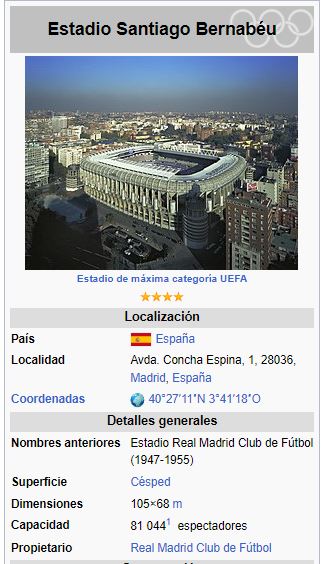 Estadio Santiago Bernabéu
Estadio de máxima categoría UEFA
Localización
País España
Localidad Avda. Concha Espina, 1, 28036,
Madrid, España
Coordenadas 40°27′11″N 3°41′18″O
Detalles generales
Nombres anteriores Estadio Real Madrid Club de Fútbol
(1947-1955)
Superficie Césped
Dimensiones 105×68 m
Capacidad 81 044¹ espectadores
Propietario Real Madrid Club de Fútbol